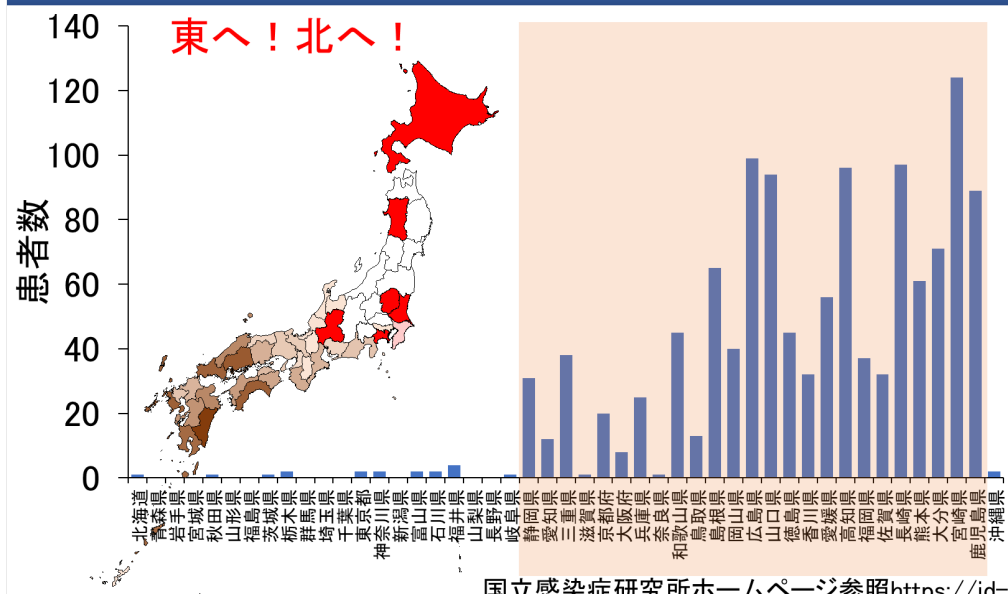 東へ！北へ！
患者数
140
120
100
80
60
40
20
0
北海道
青森県
岩手県
宮城県
秋田県
山形県
福島県
茨城県
栃木県
群馬県
埼玉県
千葉県
東京都
神奈川県
新潟県
富山県
石川県
福井県
山梨県
長野県
岐阜県
静岡県
愛知県
三重県
滋賀県
京都府
大阪府
兵庫県
奈良県
和歌山県
鳥取県
島根県
岡山県
広島県
山口県
徳島県
香川県
愛媛県
高知県
福岡県
佐賀県
長崎県
熊本県
大分県
宮崎県
鹿児島県
沖縄県
国立感染症研究所ホームページ参照https://id-